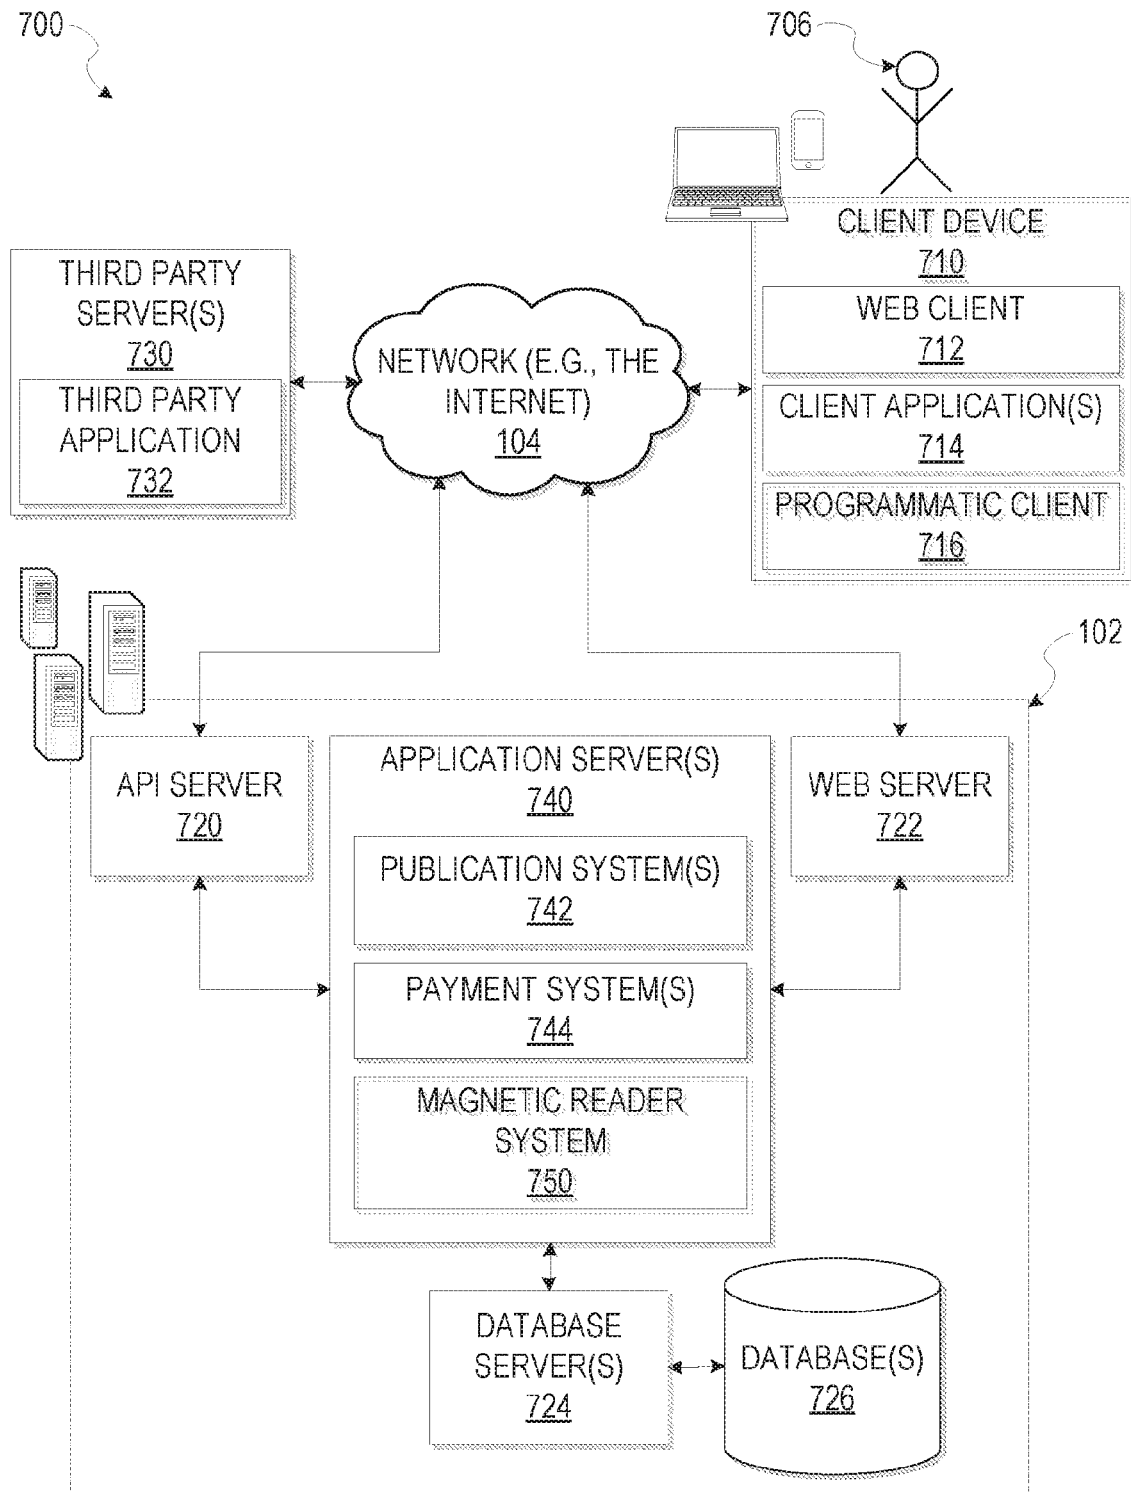 700
706
CLIENT DEVICE
710
WEB CLIENT
712
CLIENT APPLICATION(S)
714
PROGRAMMATIC CLIENT
716
THIRD PARTY
SERVER(S)
730
THIRD PARTY
APPLICATION
732
NETWORK (E.G., THE
INTERNET)
104
102
API SERVER
720
APPLICATION SERVER(S)
740
PUBLICATION SYSTEM(S)
742
PAYMENT SYSTEM(S)
744
MAGNETIC READER
SYSTEM
750
WEB SERVER
722
DATABASE
SERVER(S)
724
DATABASE(S)
726